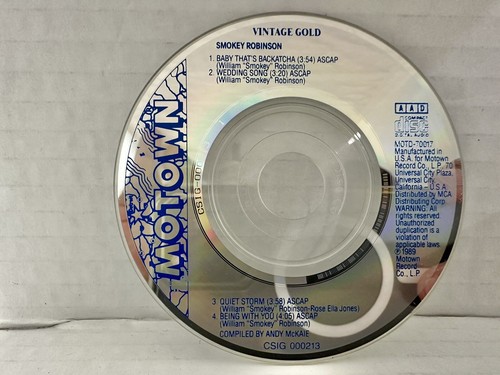 VINTAGE GOLD
SMOKEY ROBINSON
1. BABY THAT'S BACKATCHA (3:54) ASCAP
(William "Smokey" Robinson)
2. WEDDING SONG (3:20) ASCAP
(William "Smokey" Robinson)
MOTOWN
AAD
COMPACT
disc
DIGITAL AUDIO
MOTD-70017
Manufactured in
U.S.A. for Motown
Record Co., L.P. 70
Universal City Plaza,
Universal City,
California - U.S.A.
Distributed by MCA
Distributing Corp.
WARNING: All
rights reserved
Unauthorized
duplication is a
violation of
applicable laws.
℗1989
Motown
Record
Co., L.P.
3 QUIET STORM (3:58) ASCAP
(William "Smokey" Robinson-Rose Ella Jones)
4. BEING WITH YOU (4:05) ASCAP
(William "Smokey" Robinson)
COMPILED BY ANDY McKAIE
CSIG 000213